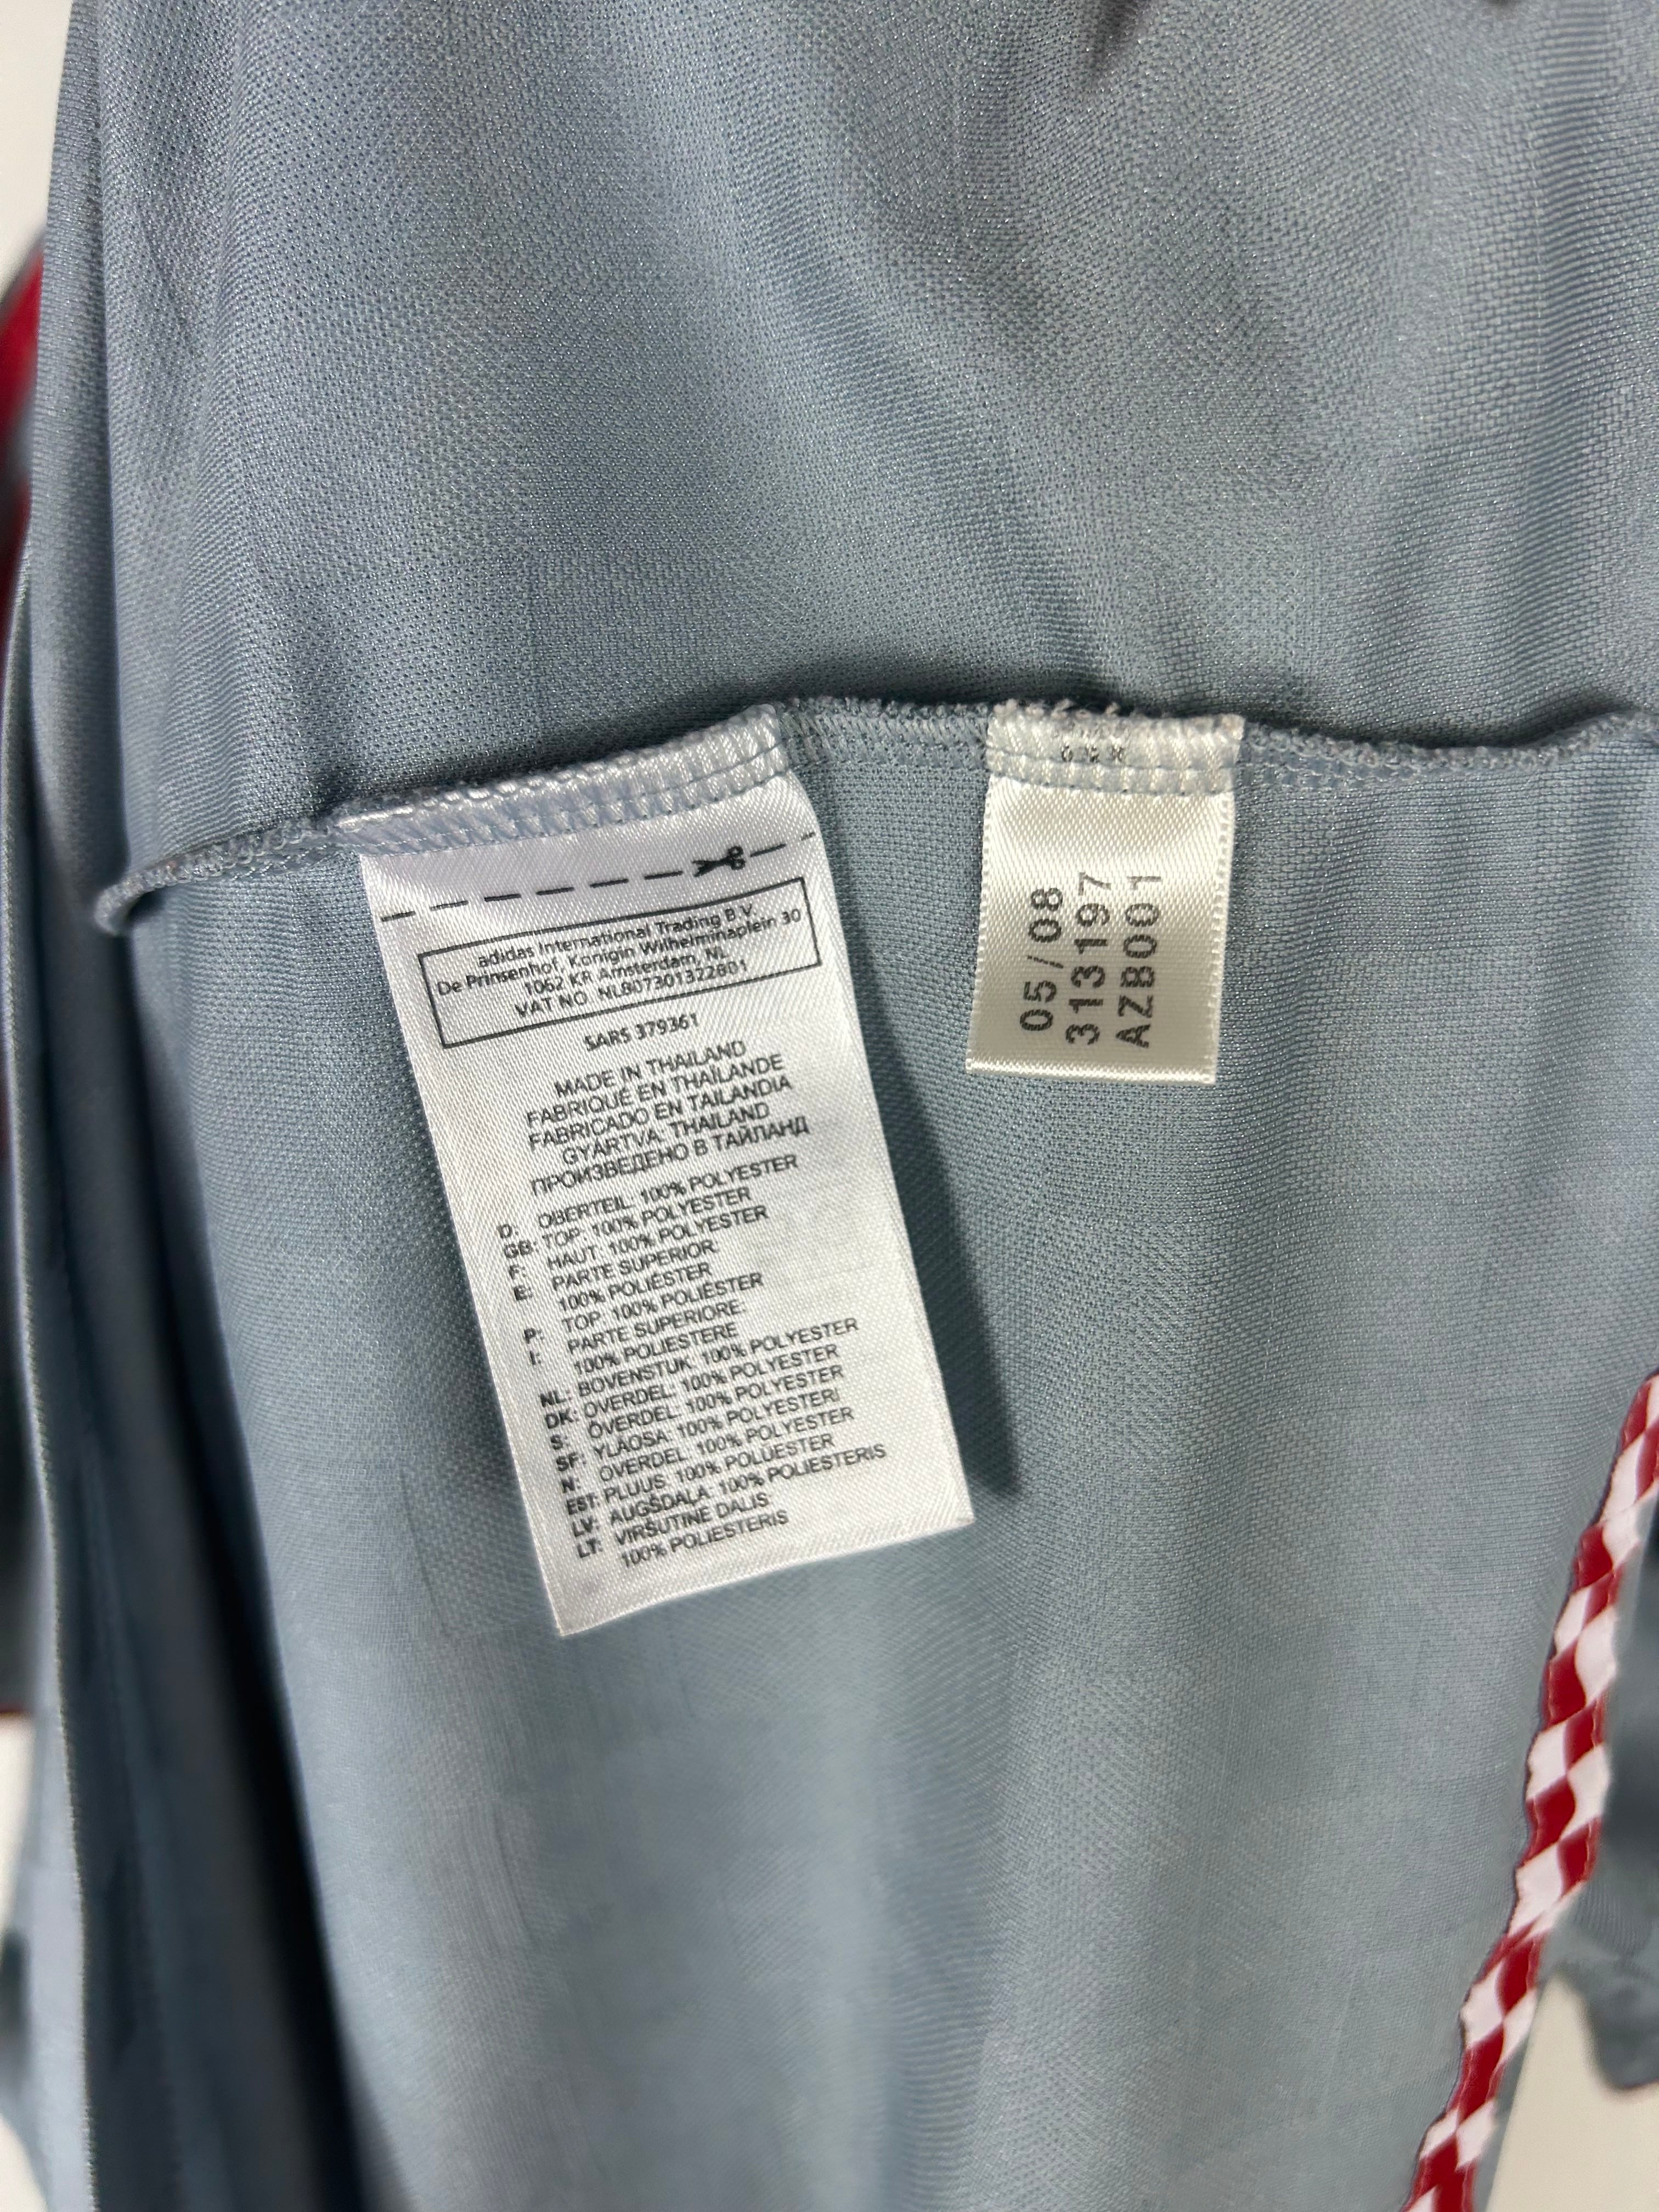 adidas International Trading B.V.
De Prinsenhof, Konigin Wilhelminaplein 30
1062 KR Amsterdam, NL
VAT NO NL807301322B01
SARS 379361
MADE IN THAILAND
FABRIQUÉ EN THAÏLANDE
FABRICADO EN TAILANDIA
GYÁRTVA: THAILAND
ПРОИЗВЕДЕНО В ТАЙЛАНД
D: OBERTEIL: 100% POLYESTER
GB: TOP: 100% POLYESTER
F: HAUT: 100% POLYESTER
E: PARTE SUPERIOR:
100% POLIÉSTER
P: TOP: 100% POLIÉSTER
I: PARTE SUPERIORE:
100% POLIESTERE
NL: BOVENSTUK: 100% POLYESTER
DK: OVERDEL: 100% POLYESTER
S: ÖVERDEL: 100% POLYESTER
SF: YLÄOSA: 100% POLYESTERI
N: OVERDEL: 100% POLYESTER
EST: PLUUS: 100% POLÜESTER
LV: AUGŠDAĻA: 100% POLIESTERIS
LT: VIRŠUTINĖ DALIS:
100% POLIESTERIS
05/08
313197
AZB001